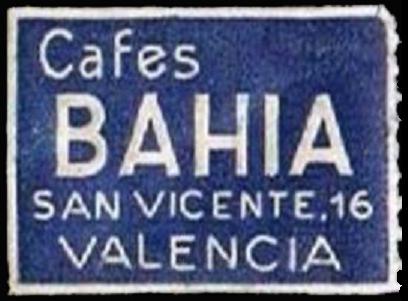 Cafes
BAHIA
SAN VICENTE.16
VALENCIA